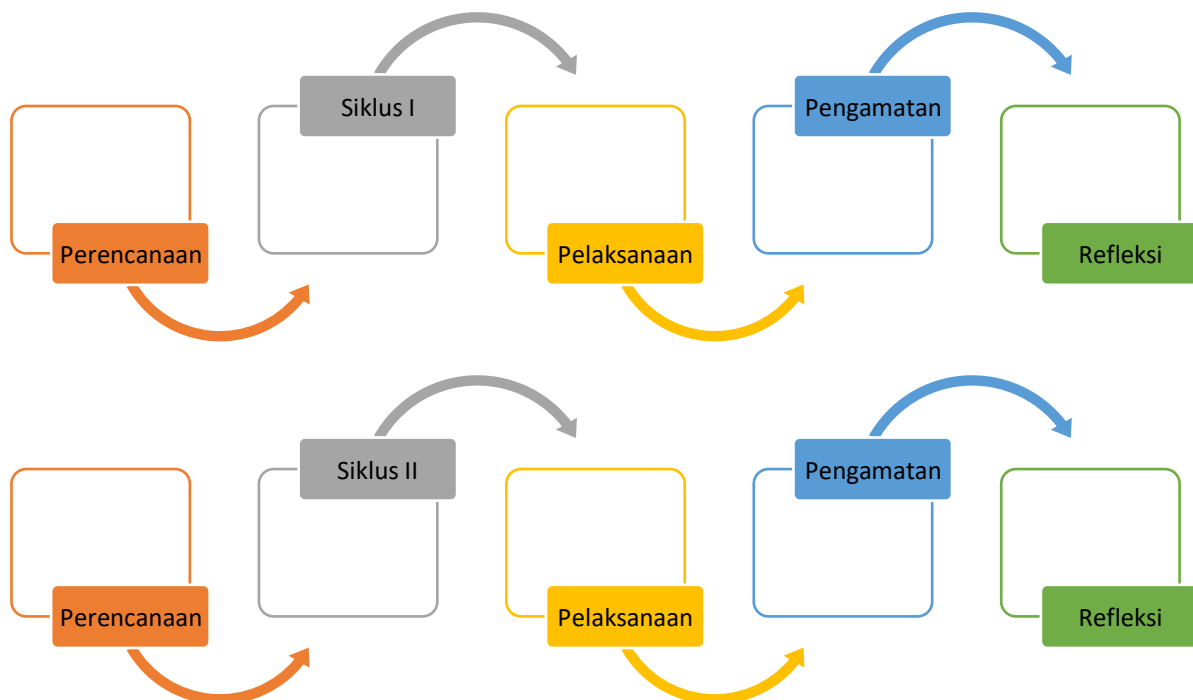 Siklus I
Pengamatan
Perencanaan
Pelaksanaan
Refleksi
Siklus II
Pengamatan
Perencanaan
Pelaksanaan
Refleksi